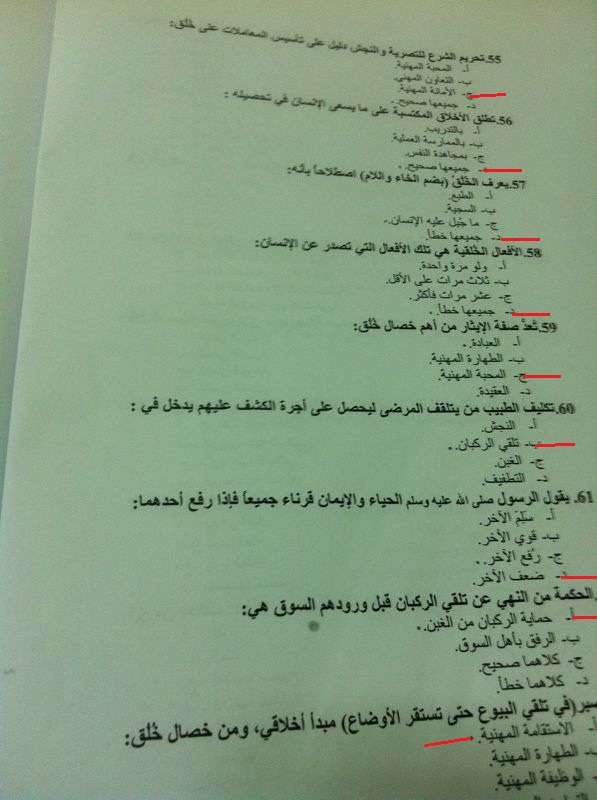 55.تحريم الشرع للتصرية والنجش دليل على تأسيس المعاملات على خُلق:
أ- المحبة المهنية.
ب- التعاون المهني.
ج- الأمانة المهنية.
د- جميعها صحيح.
56.تطلق الأخلاق المكتسبة على ما يسعى الإنسان في تحصيله :
أ- بالتدريب.
ب- بالممارسة العملية.
ج- بمجاهدة النفس.
د- جميعها صحيح.
57.يعرف الخُلقُ (بضم الخاء واللام) اصطلاحاً بأنه:
أ- الطبع.
ب- السجية.
ج- ما جُبل عليه الإنسان.
د- جميعها خطأ.
58.الأفعال الخُلقية هي تلك الأفعال التي تصدر عن الإنسان:
أ- ولو مرة واحدة.
ب- ثلاث مرات على الأقل.
ج- عشر مرات فأكثر.
د- جميعها خطأ.
59.تُعدُّ صفة الإيثار من أهم خصال خُلق:
أ- العبادة.
ب- الطهارة المهنية.
ج- المحبة المهنية.
د- العقيدة.
60.تكليف الطبيب من يتلقف المرضى ليحصل على أجرة الكشف عليهم يدخل في :
أ- النجش.
ب- تلقي الركبان.
ج- الغبن.
د- التطفيف.
61. يقول الرسول صلى الله عليه وسلم الحياء والإيمان قرناء جميعاً فإذا رفع أحدهما:
أ- سَلِمَ الآخر.
ب- قوي الآخر.
ج- رُفع الآخر.
د- ضعف الآخر.
الحكمة من النهي عن تلقي الركبان قبل ورودهم السوق هي:
أ- حماية الركبان من الغبن.
ب- الرفق بأهل السوق.
ج- كلاهما صحيح.
د- كلاهما خطأ.
صبر(في تلقي البيوع حتى تستقر الأوضاع) مبدأ أخلاقي، ومن خصال خُلُق:
أ- الاستقامة المهنية.
ب- الطهارة المهنية.
- الوظيفة المهنية.